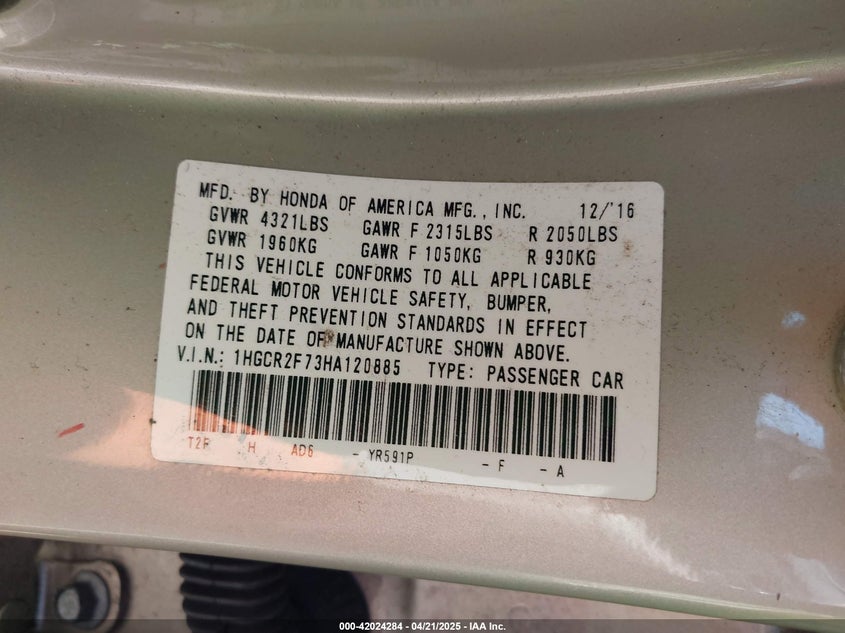 MFD. BY HONDA OF AMERICA MFG., INC. 12/'16
GVWR 4321LBS GAWR F 2315LBS R 2050LBS
GVWR 1960KG GAWR F 1050KG R 930KG
THIS VEHICLE CONFORMS TO ALL APPLICABLE
FEDERAL MOTOR VEHICLE SAFETY, BUMPER,
AND THEFT PREVENTION STANDARDS IN EFFECT
ON THE DATE OF MANUFACTURE SHOWN ABOVE.
V.I.N.: 1HGCR2F73HA120885 TYPE: PASSENGER CAR
T2F H AD6 - YR591P - F - A
000-42024284 - 04/21/2025 - IAA Inc.